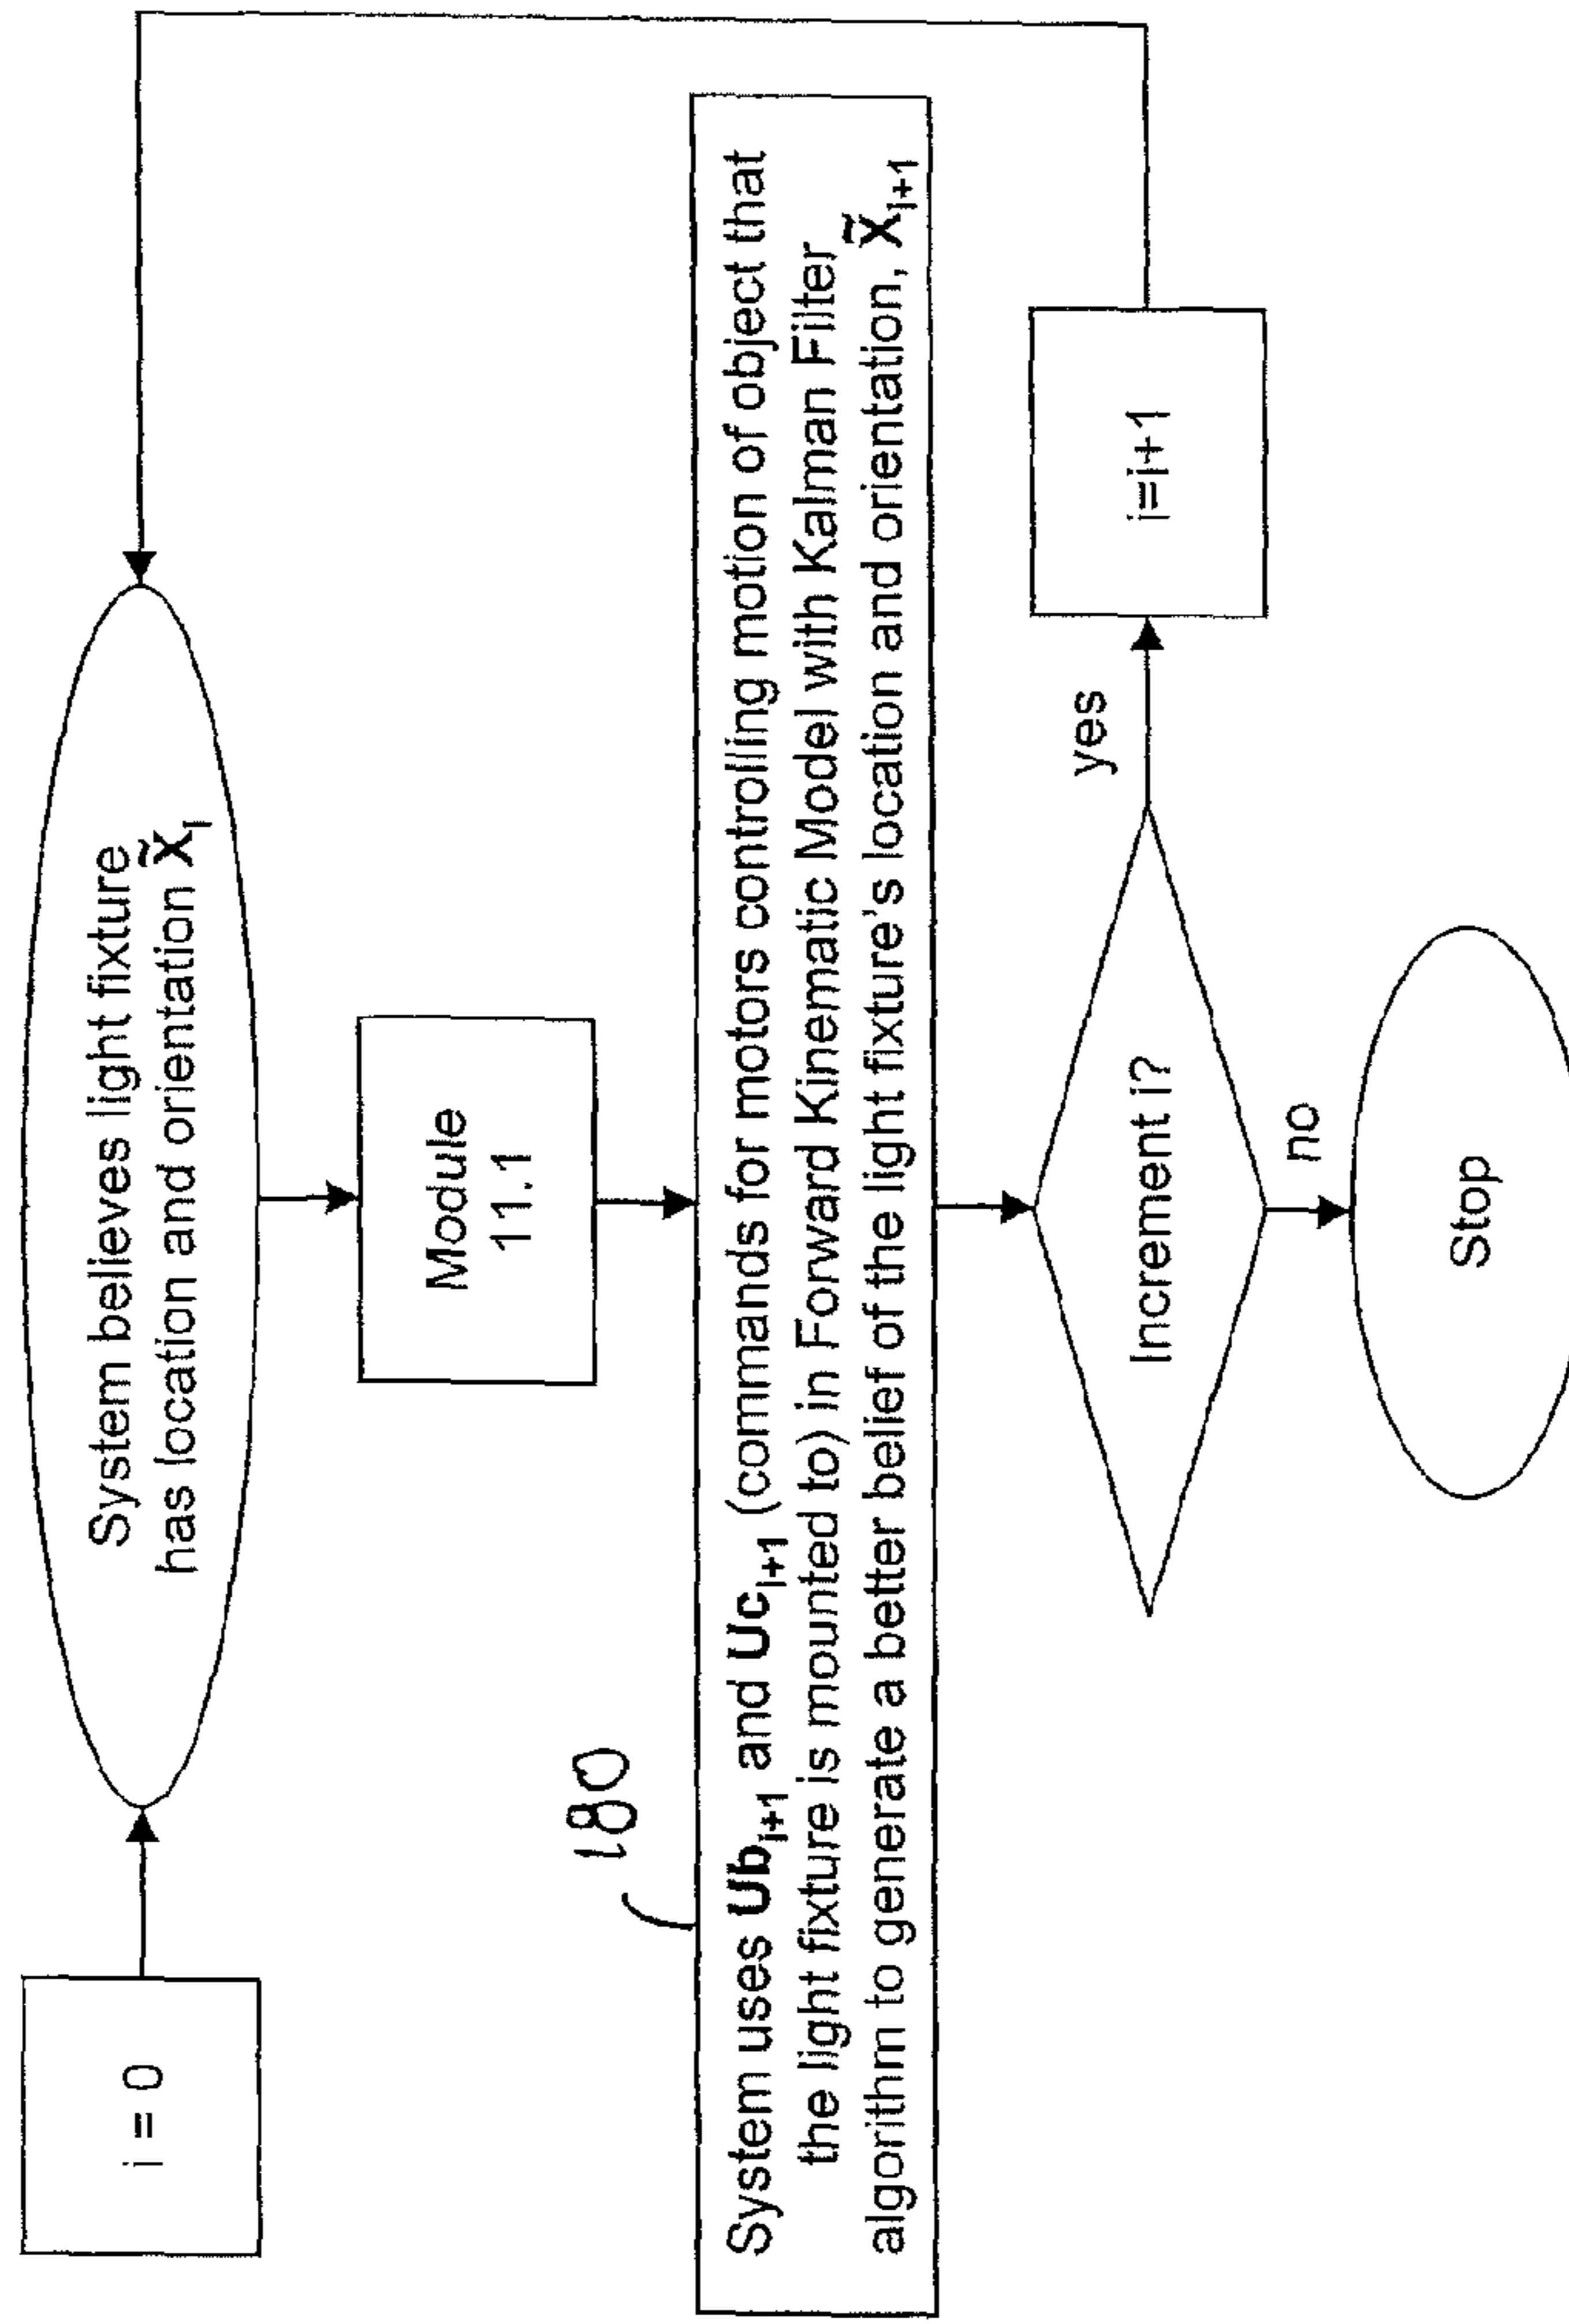 i = 0
System believes light fixture
has location and orientation x̃ᵢ
Module
11.1
180
System uses Ubᵢ₊₁ and Ucᵢ₊₁ (commands for motors controlling motion of object that
the light fixture is mounted to) in Forward Kinematic Model with Kalman Filter
algorithm to generate a better belief of the light fixture's location and orientation, x̃ᵢ₊₁
Increment i?
yes
i=i+1
no
Stop